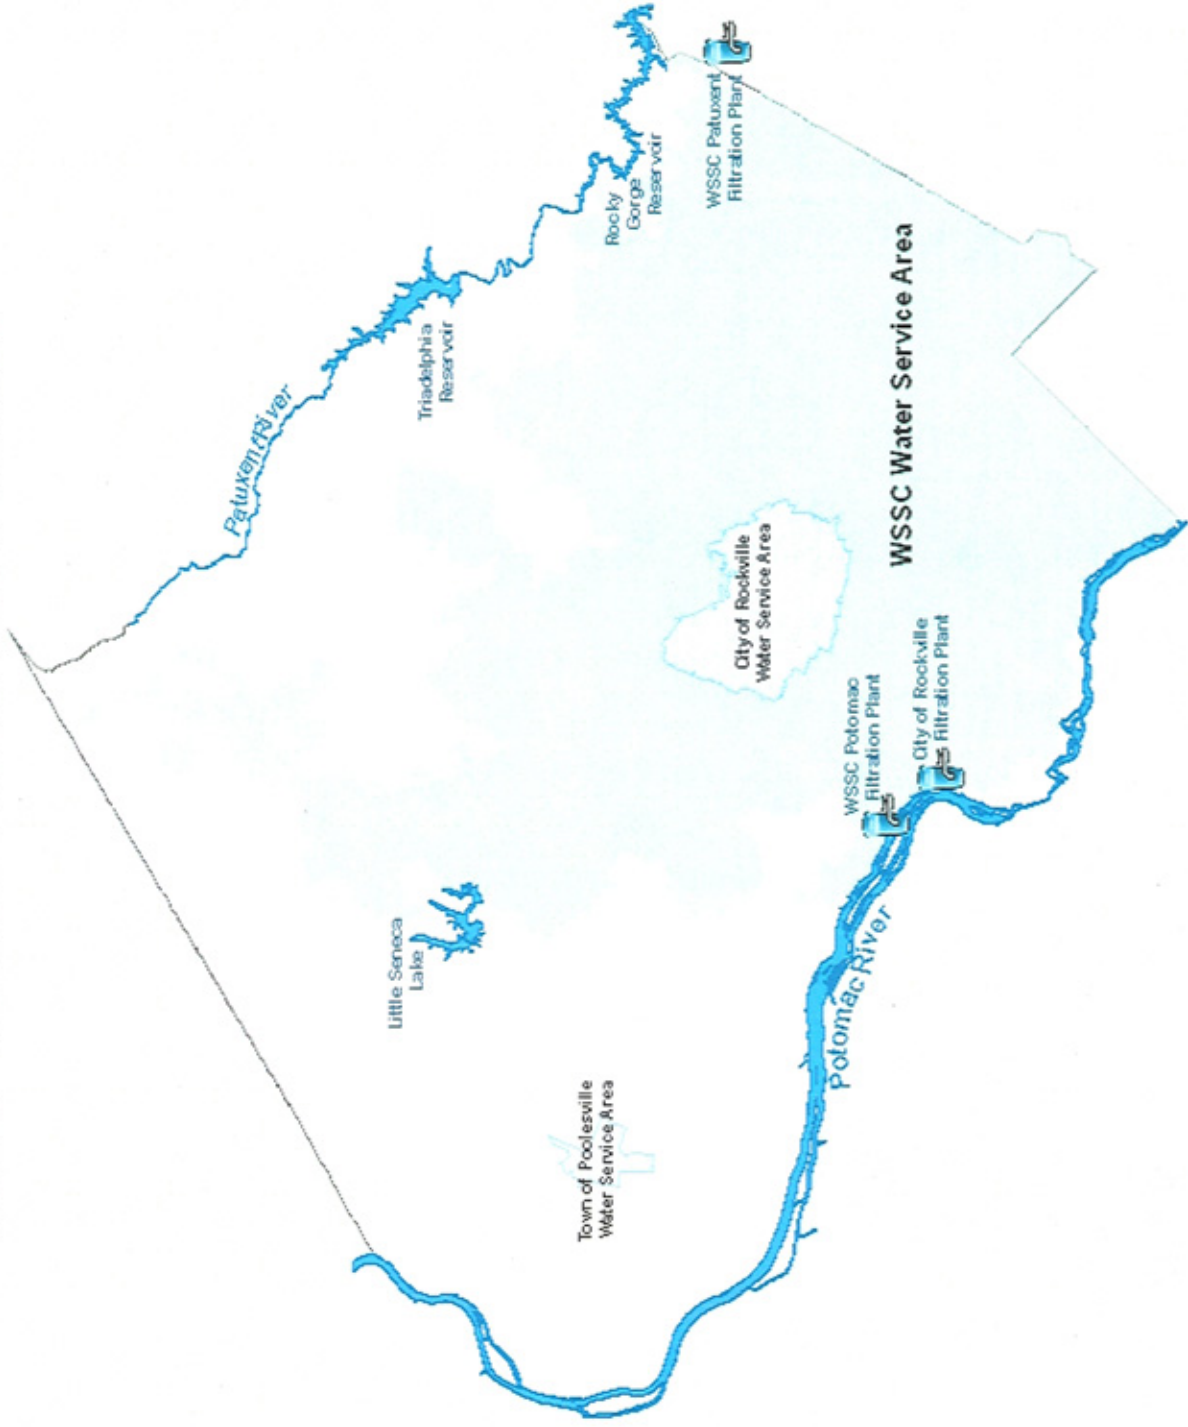 Patuxent River
Triadelphia
Reservoir
Rocky
Gorge
Reservoir
WSSC Patuxent
Filtration Plant
Little Seneca
Lake
Town of Poolesville
Water Service Area
City of Rockville
Water Service Area
WSSC Water Service Area
WSSC Potomac
Filtration Plant
City of Rockville
Filtration Plant
Potomac River